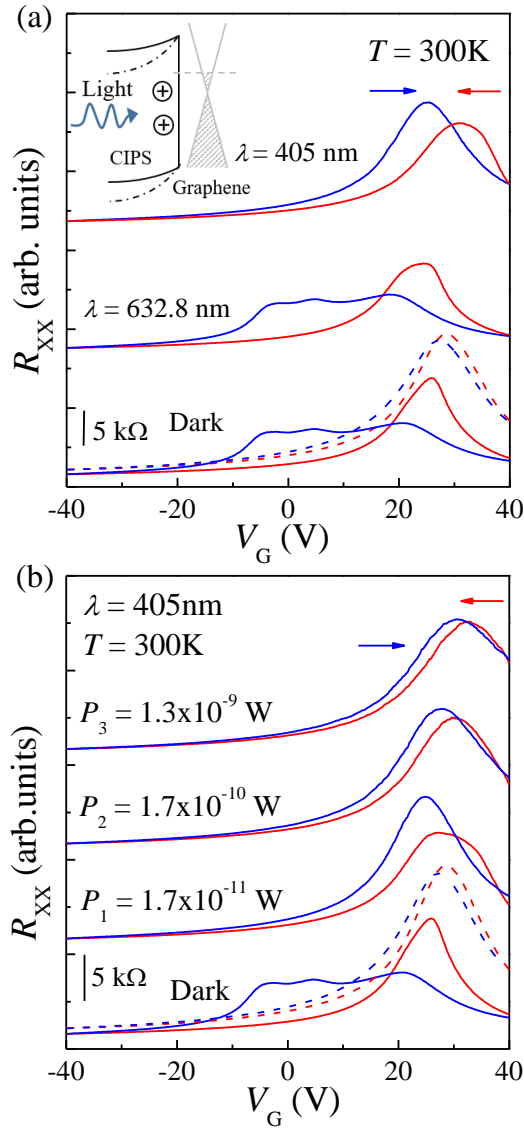 (a)
T = 300K
Light
⊕
⊕
CIPS
Graphene
λ = 405 nm
λ = 632.8 nm
5 kΩ
Dark
R_XX (arb. units)
-40 -20 0 20 40
V_G (V)
(b)
λ = 405nm
T = 300K
P_3 = 1.3x10^-9 W
P_2 = 1.7x10^-10 W
P_1 = 1.7x10^-11 W
5 kΩ
Dark
R_XX (arb.units)
-40 -20 0 20 40
V_G (V)